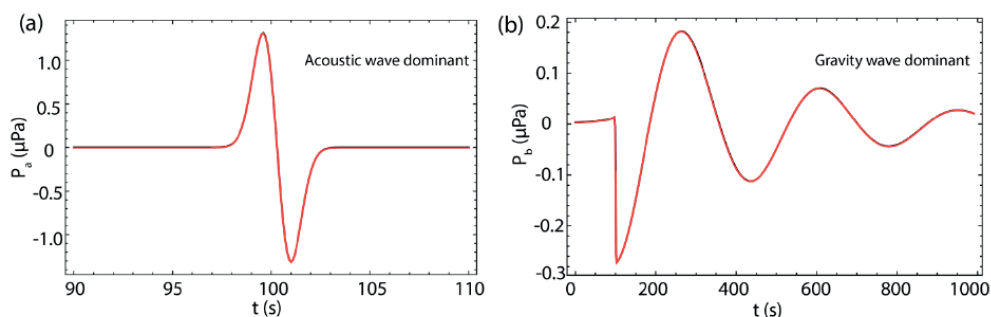 (a)
Acoustic wave dominant
P_a (μPa)
1.0
0.5
0
-0.5
-1.0
90 95 100 105 110
t (s)
(b)
Gravity wave dominant
P_b (μPa)
0.2
0.1
0
-0.1
-0.2
-0.3
0 200 400 600 800 1000
t (s)